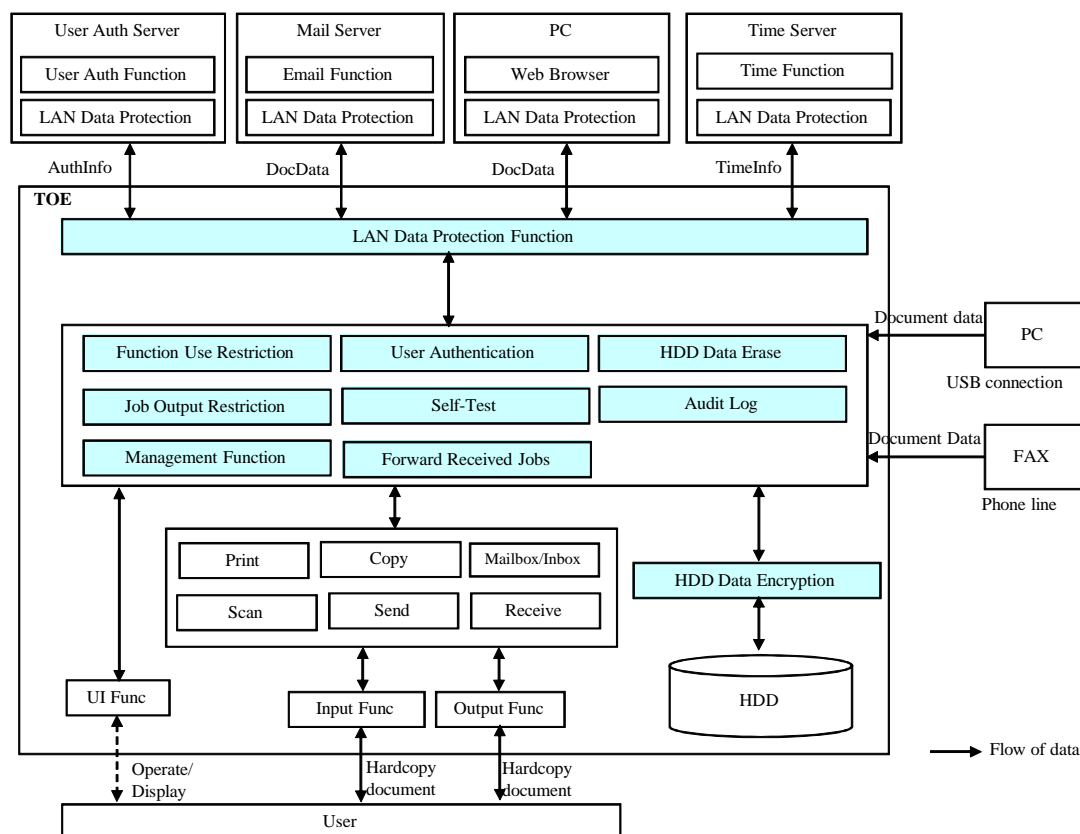 User Auth Server
Mail Server
PC
Time Server
User Auth Function
Email Function
Web Browser
Time Function
LAN Data Protection
LAN Data Protection
LAN Data Protection
LAN Data Protection
AuthInfo
DocData
DocData
TimeInfo
TOE
LAN Data Protection Function
Function Use Restriction
User Authentication
HDD Data Erase
Job Output Restriction
Self-Test
Audit Log
Management Function
Forward Received Jobs
Document data
PC
USB connection
Document Data
FAX
Phone line
Print
Copy
Mailbox/Inbox
Scan
Send
Receive
HDD Data Encryption
HDD
UI Func
Input Func
Output Func
Flow of data
Operate/
Display
Hardcopy
document
Hardcopy
document
User